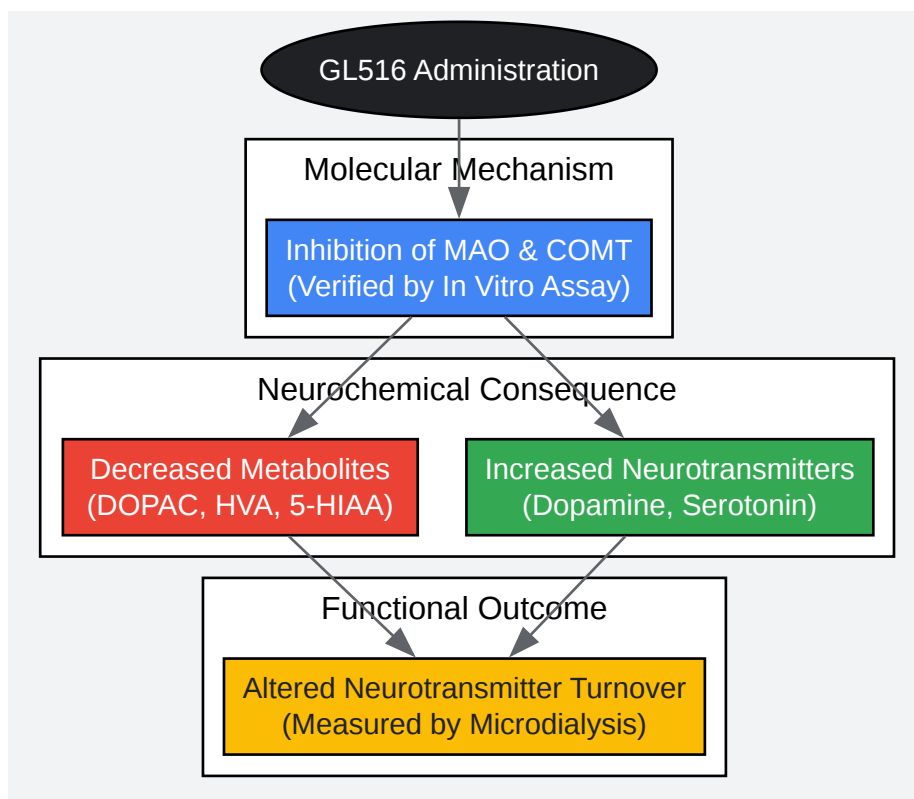 GL516 Administration
Molecular Mechanism
Inhibition of MAO & COMT
(Verified by In Vitro Assay)
Neurochemical Consequence
Decreased Metabolites
(DOPAC, HVA, 5-HIAA)
Increased Neurotransmitters
(Dopamine, Serotonin)
Functional Outcome
Altered Neurotransmitter Turnover
(Measured by Microdialysis)